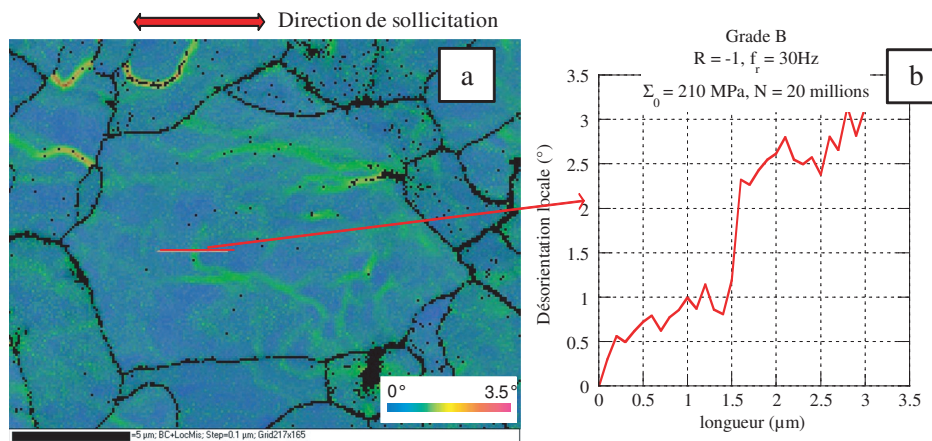 Direction de sollicitation
a
0° 3.5°
=5 µm; BC+LocMis; Step=0.1 µm; Grid217x165
Grade B
R = -1, f_r = 30Hz
Σ_0 = 210 MPa, N = 20 millions
b
Désorientation locale (°)
3.5
3
2.5
2
1.5
1
0.5
0
0 0.5 1 1.5 2 2.5 3 3.5
longueur (µm)